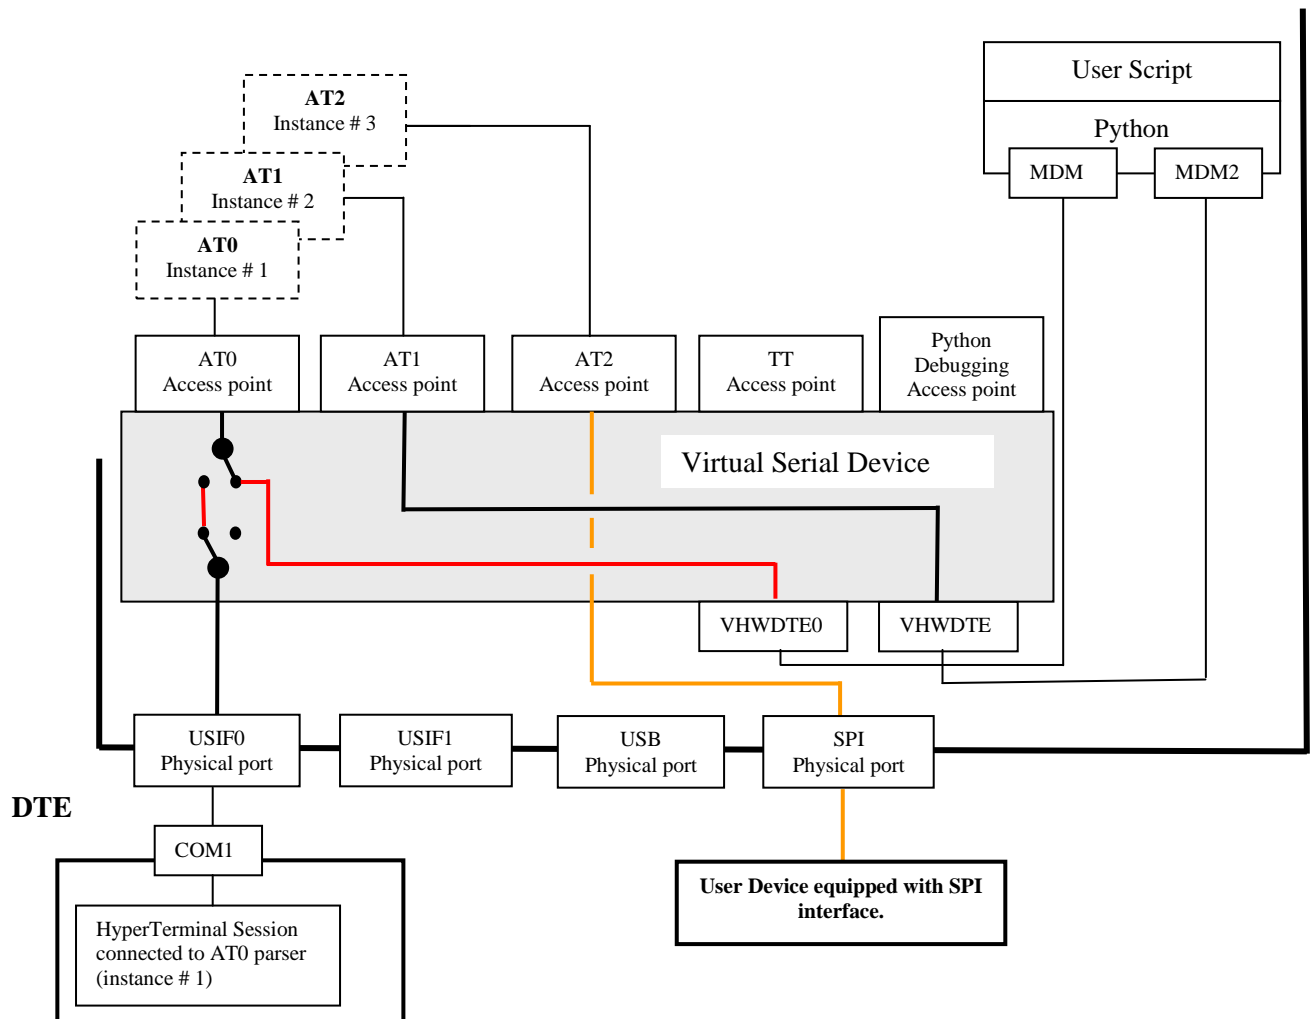 User Script
Python
MDM
MDM2
AT2
Instance # 3
AT1
Instance # 2
AT0
Instance # 1
AT0
Access point
AT1
Access point
AT2
Access point
TT
Access point
Python
Debugging
Access point
Virtual Serial Device
VHWDTE0
VHWDTE
USIF0
Physical port
USIF1
Physical port
USB
Physical port
SPI
Physical port
DTE
COM1
HyperTerminal Session
connected to AT0 parser
(instance # 1)
User Device equipped with SPI
interface.